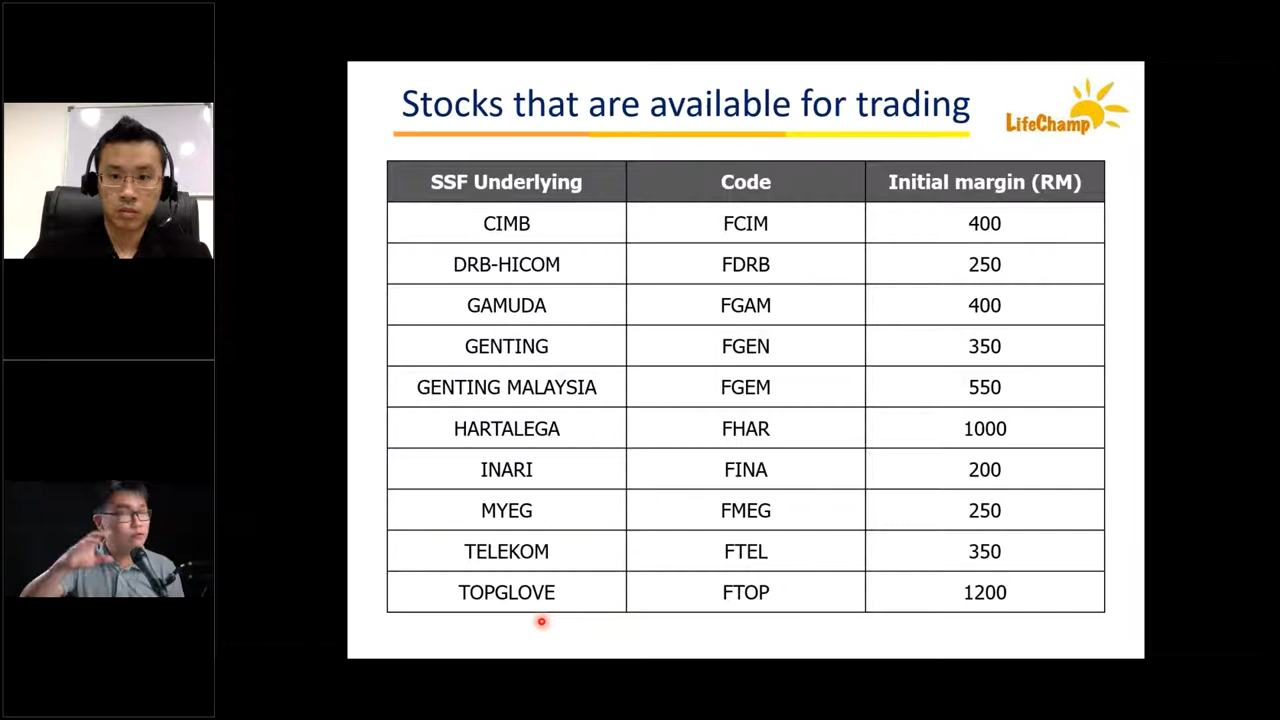 Stocks that are available for trading
LifeChamp
SSF Underlying Code Initial margin (RM)
CIMB FCIM 400
DRB-HICOM FDRB 250
GAMUDA FGAM 400
GENTING FGEN 350
GENTING MALAYSIA FGEM 550
HARTALEGA FHAR 1000
INARI FINA 200
MYEG FMEG 250
TELEKOM FTEL 350
TOPGLOVE FTOP 1200